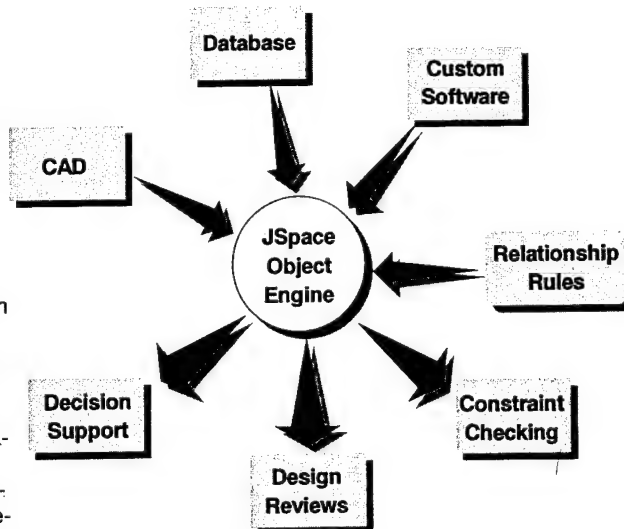 Database
Custom
Software
CAD
JSpace
Object
Engine
Relationship
Rules
Decision
Support
Constraint
Checking
Design
Reviews